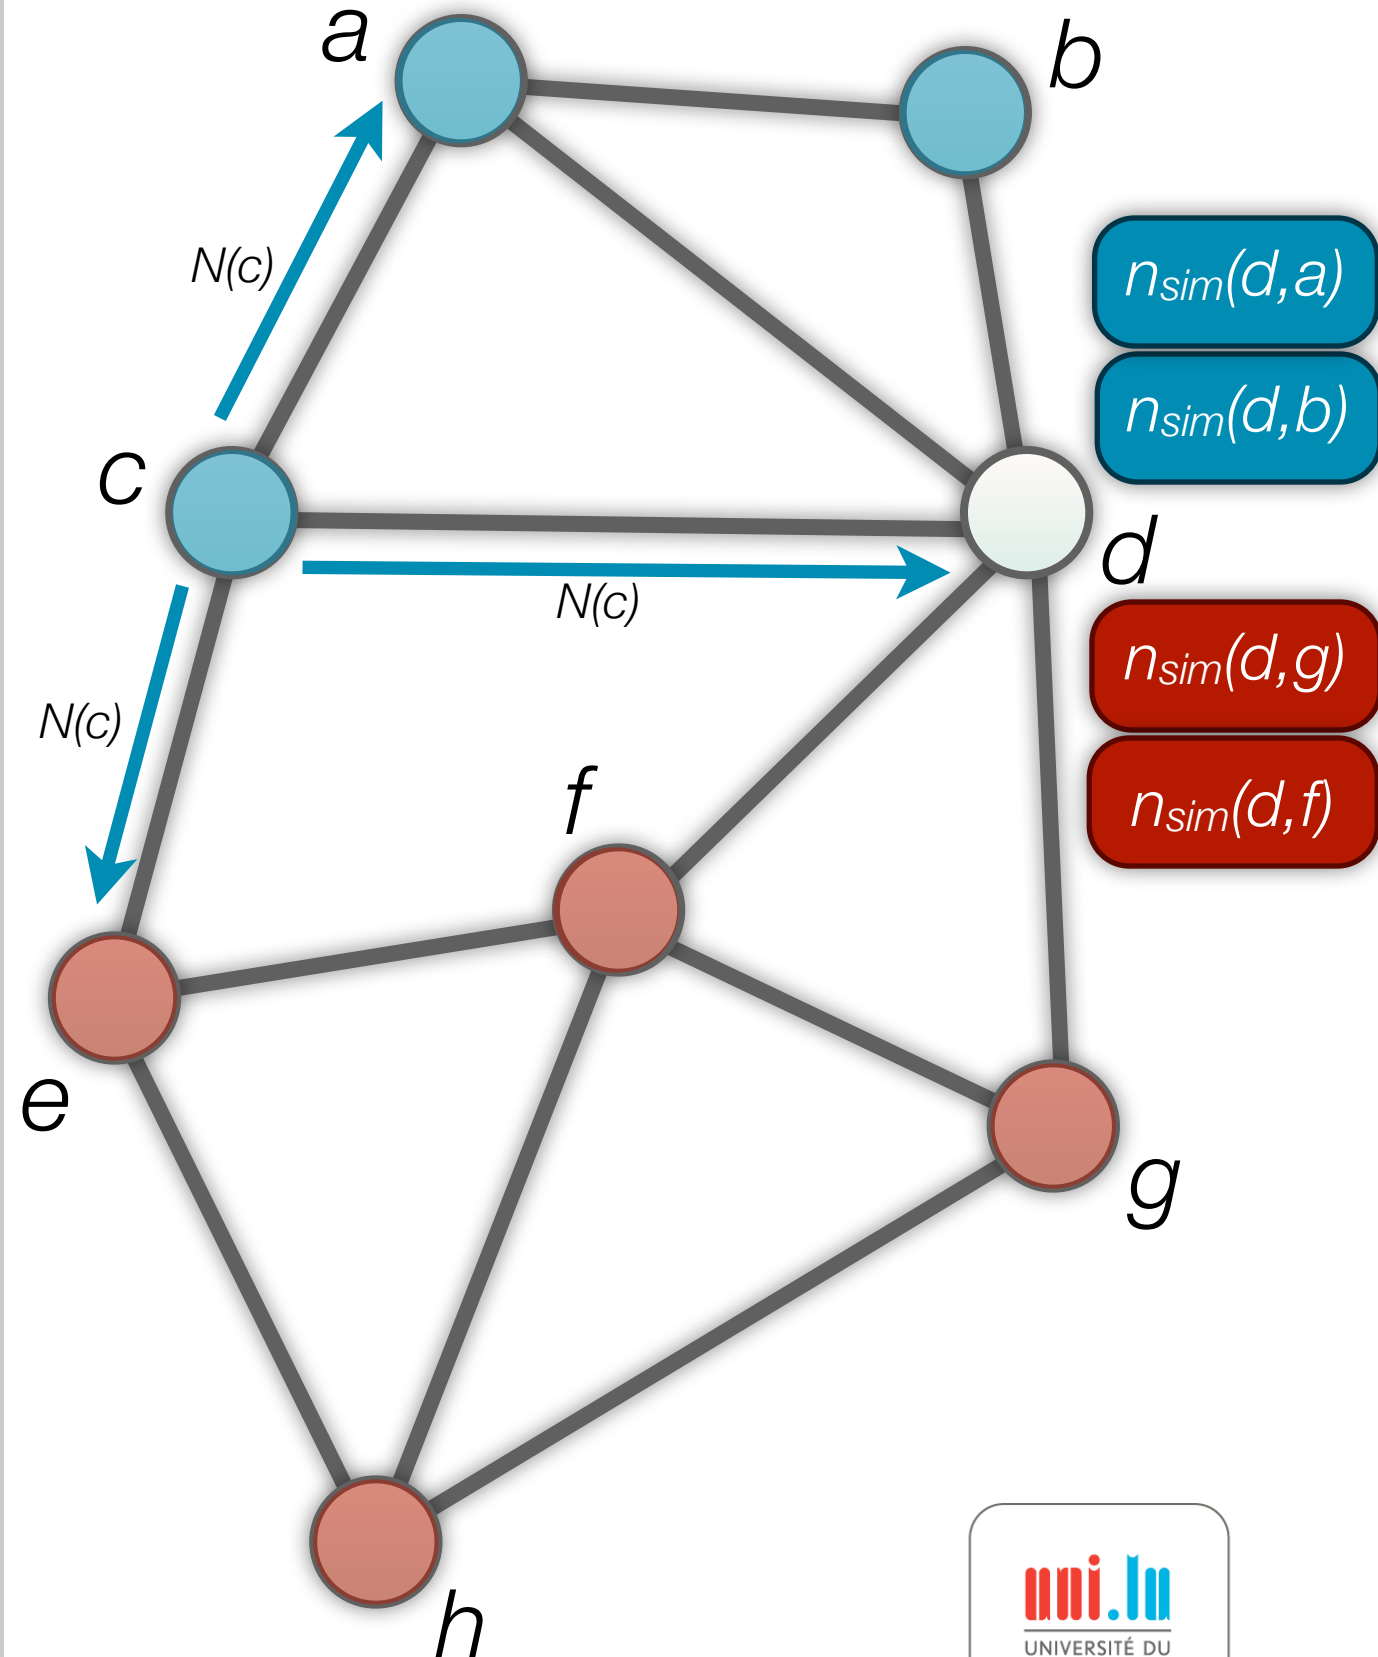 a
b
N(c)
nsim(d,a)
nsim(d,b)
c
d
N(c)
nsim(d,g)
N(c)
nsim(d,f)
f
e
g
h
uni.lu
UNIVERSITÉ DU